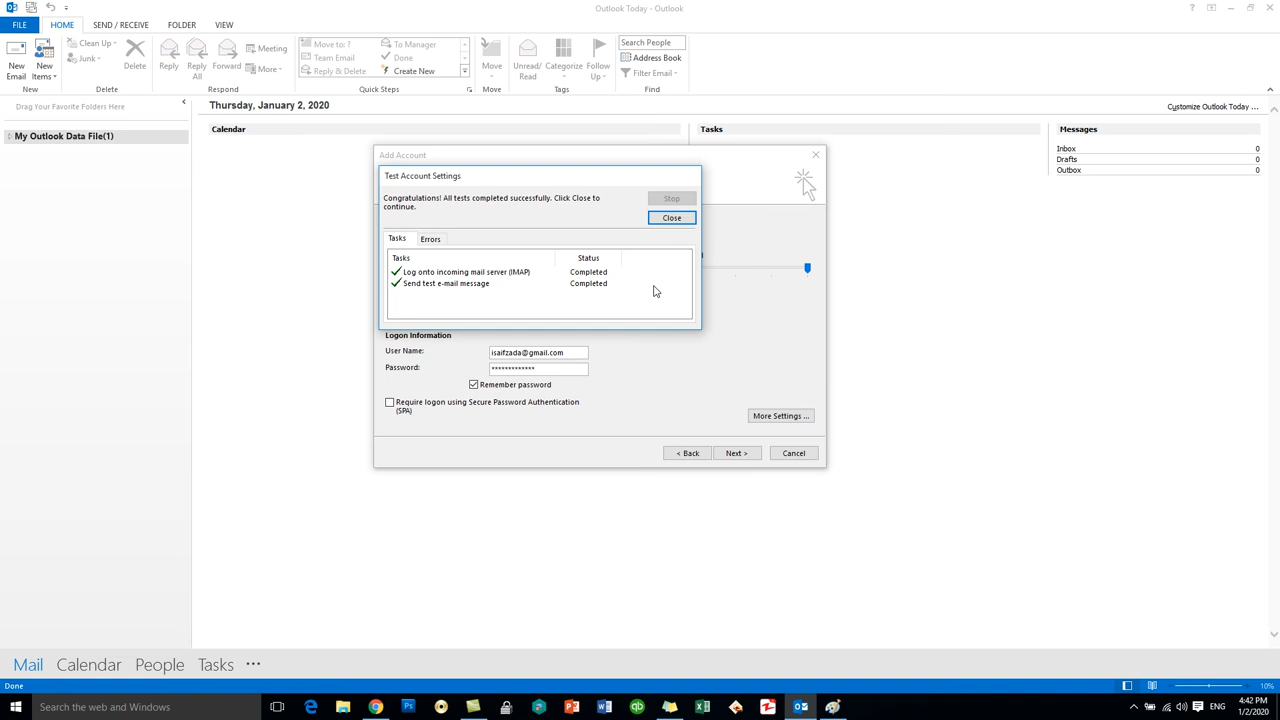 Outlook Today - Outlook
FILE HOME SEND / RECEIVE FOLDER VIEW
New Email
New Items
New
Clean Up
Junk
Delete
Delete
Reply
Reply All
Forward
Meeting
More
Respond
Move to: ?
Team Email
Reply & Delete
To Manager
Done
Create New
Quick Steps
Move
Move
Unread/ Read
Categorize
Follow Up
Tags
Search People
Address Book
Filter Email
Find
Drag Your Favorite Folders Here
My Outlook Data File(1)
Thursday, January 2, 2020
Customize Outlook Today ...
Calendar
Tasks
Messages
Inbox 0
Drafts 0
Outbox 0
Add Account
Test Account Settings
Congratulations! All tests completed successfully. Click Close to
continue.
Stop
Close
Tasks Errors
Tasks Status
Log onto incoming mail server (IMAP) Completed
Send test e-mail message Completed
Logon Information
User Name: isaifzada@gmail.com
Password: *************
Remember password
Require logon using Secure Password Authentication
(SPA)
More Settings ...
< Back Next > Cancel
Mail Calendar People Tasks ...
Done
10%
Search the web and Windows
ENG
4:42 PM
1/2/2020